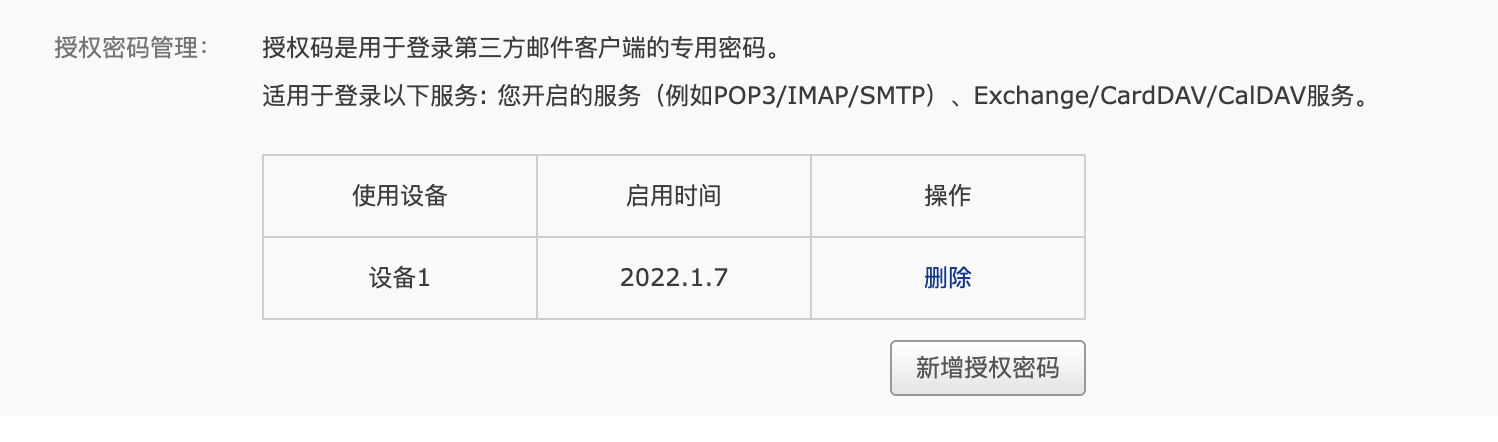 授权密码管理： 授权码是用于登录第三方邮件客户端的专用密码。
适用于登录以下服务: 您开启的服务（例如POP3/IMAP/SMTP）、Exchange/CardDAV/CalDAV服务。
使用设备 启用时间 操作
设备1 2022.1.7 删除
新增授权密码